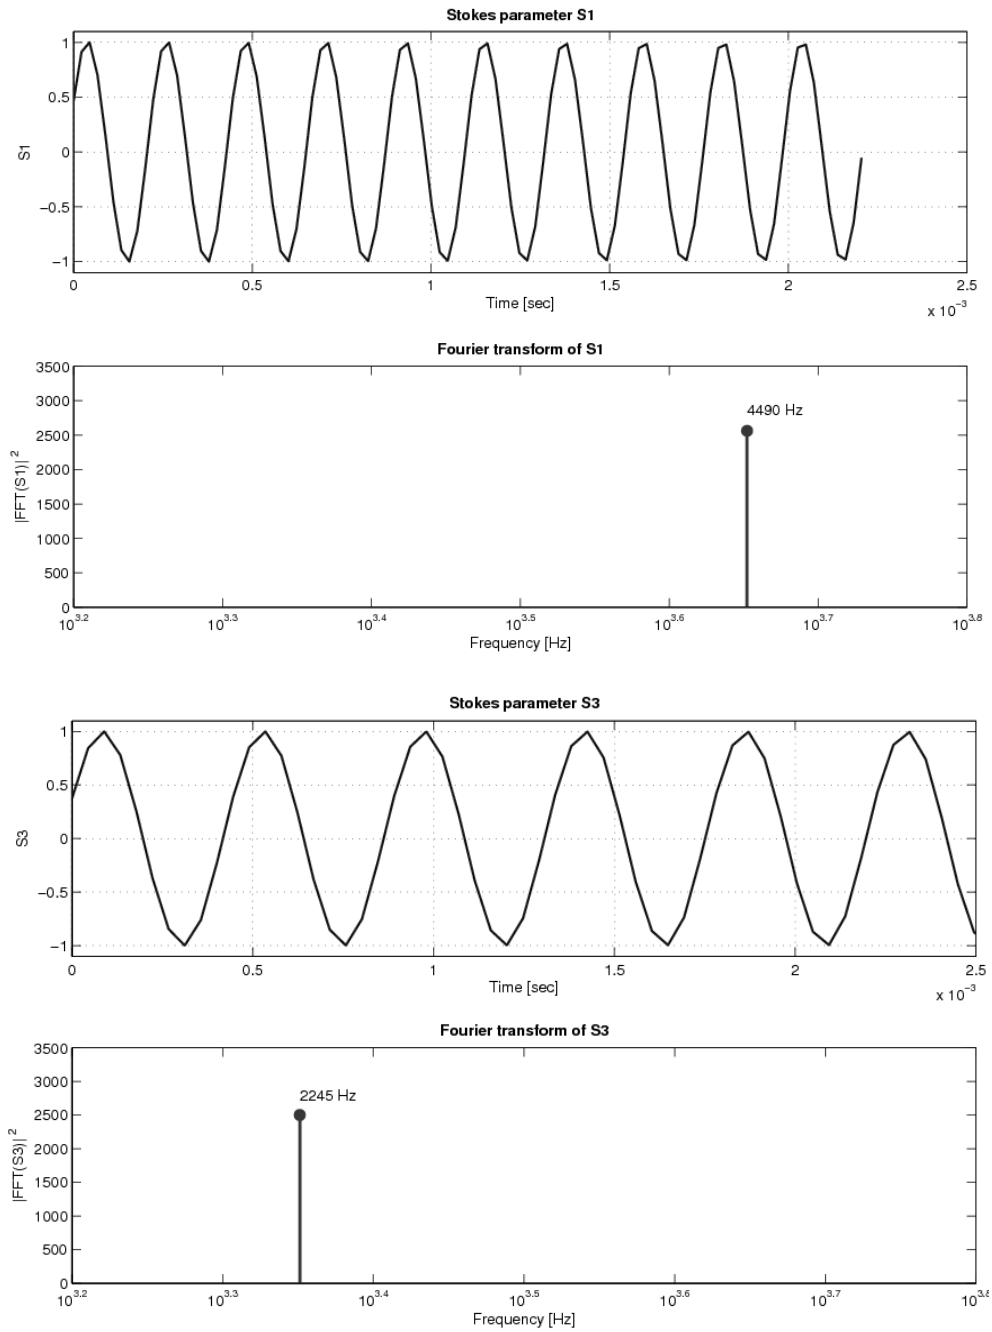 Stokes parameter S1
1
0.5
0
−0.5
−1
S1
0 0.5 1 1.5 2 2.5
Time [sec]
x 10⁻³
Fourier transform of S1
3500
3000
2500
2000
1500
1000
500
0
|FFT(S1)|²
4490 Hz
10^3.2 10^3.3 10^3.4 10^3.5 10^3.6 10^3.7 10^3.8
Frequency [Hz]
Stokes parameter S3
1
0.5
0
−0.5
−1
S3
0 0.5 1 1.5 2 2.5
Time [sec]
x 10⁻³
Fourier transform of S3
3500
3000
2500
2000
1500
1000
500
0
|FFT(S3)|²
2245 Hz
10^3.2 10^3.3 10^3.4 10^3.5 10^3.6 10^3.7 10^3.8
Frequency [Hz]